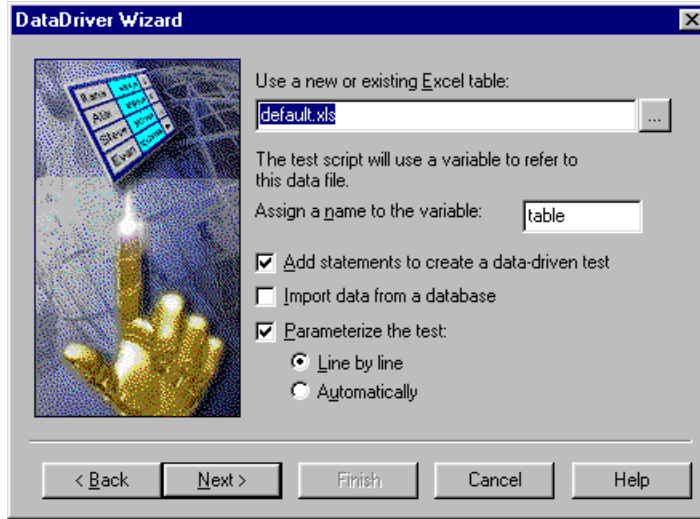 DataDriver Wizard
Use a new or existing Excel table:
default.xls
...
The test script will use a variable to refer to
this data file.
Assign a name to the variable:
table
Add statements to create a data-driven test
Import data from a database
Parameterize the test:
Line by line
Automatically
< Back
Next >
Finish
Cancel
Help